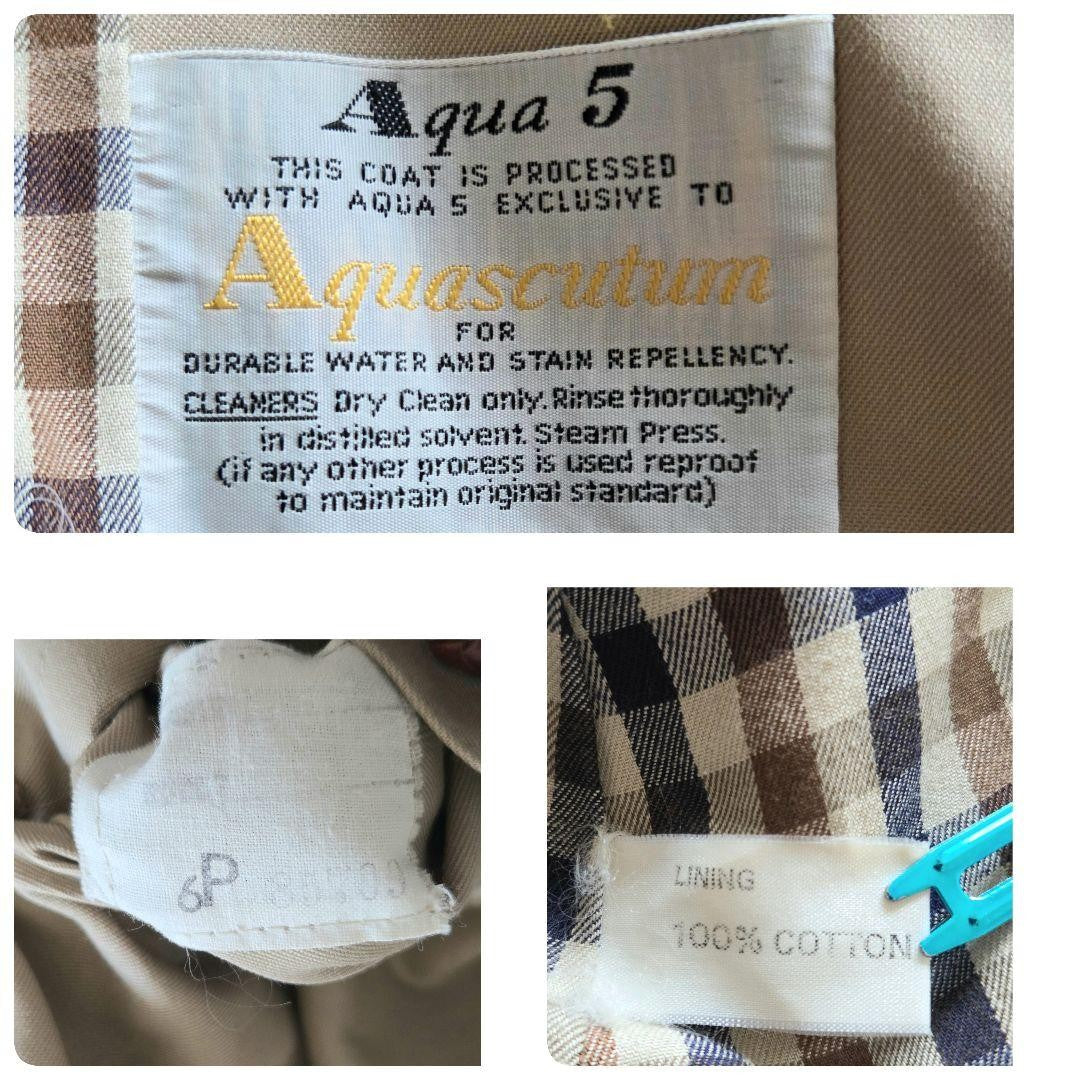 Aqua 5
THIS COAT IS PROCESSED
WITH AQUA 5 EXCLUSIVE TO
Aquascutum
FOR
DURABLE WATER AND STAIN REPELLENCY.
CLEANERS Dry Clean only. Rinse thoroughly
in distilled solvent. Steam Press.
(if any other process is used reproof
to maintain original standard)
6P
LINING
100% COTTON